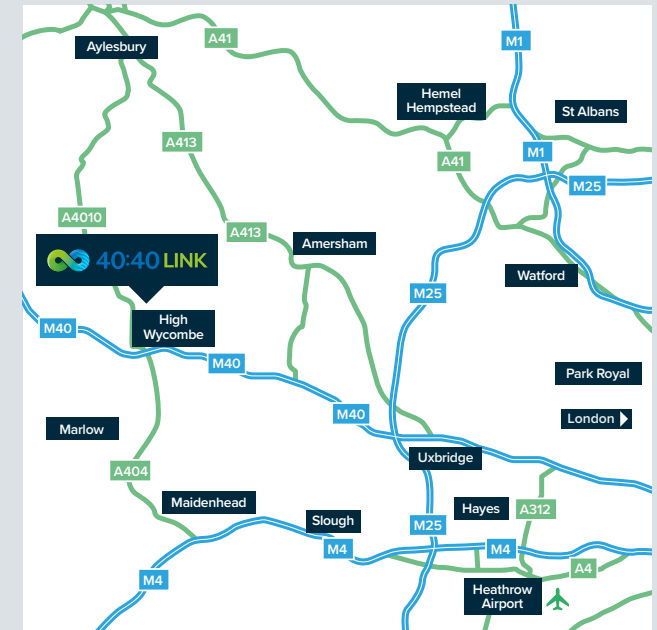 M1
A41
Aylesbury
Hemel
Hempstead
St Albans
A413
M1
A41
M25
A4010
A413
Amersham
40:40 LINK
Watford
M25
High
Wycombe
M40
M40
Park Royal
M40
London
Marlow
Uxbridge
A404
Maidenhead
Hayes
A312
Slough
M25
M4
M4
A4
M4
Heathrow
Airport